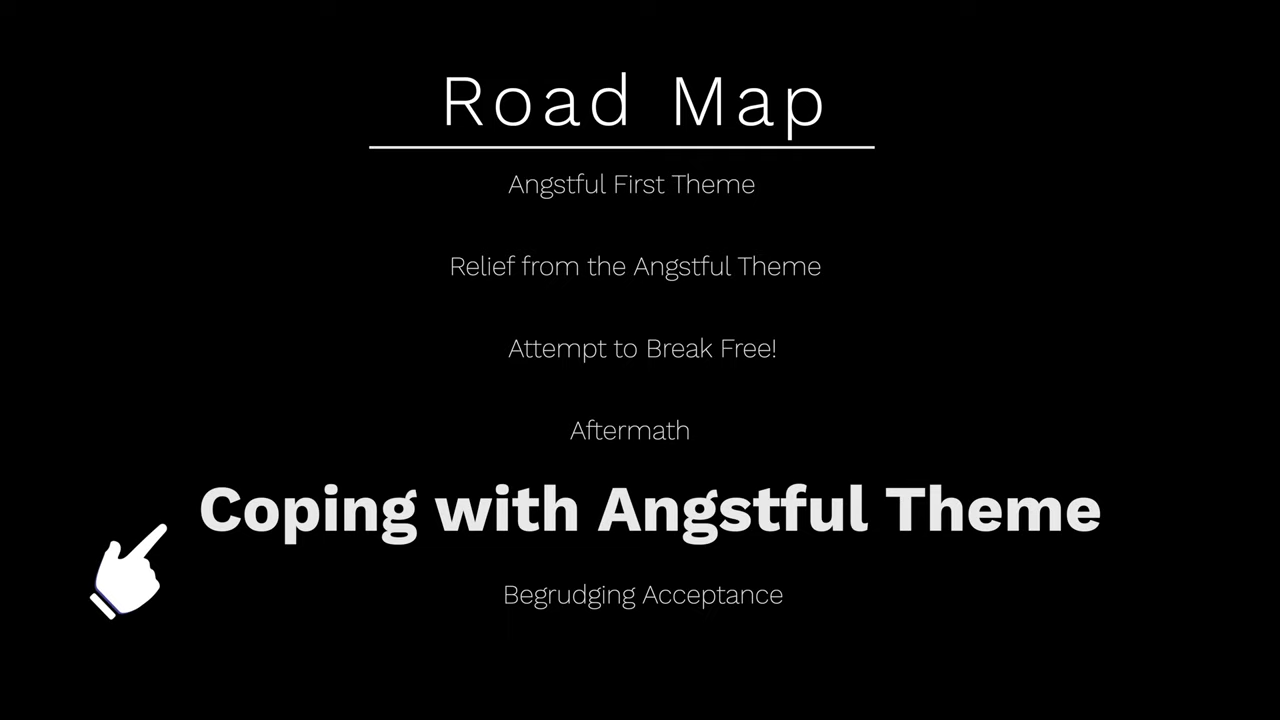 Road Map
Angstful First Theme
Relief from the Angstful Theme
Attempt to Break Free!
Aftermath
Coping with Angstful Theme
Begrudging Acceptance